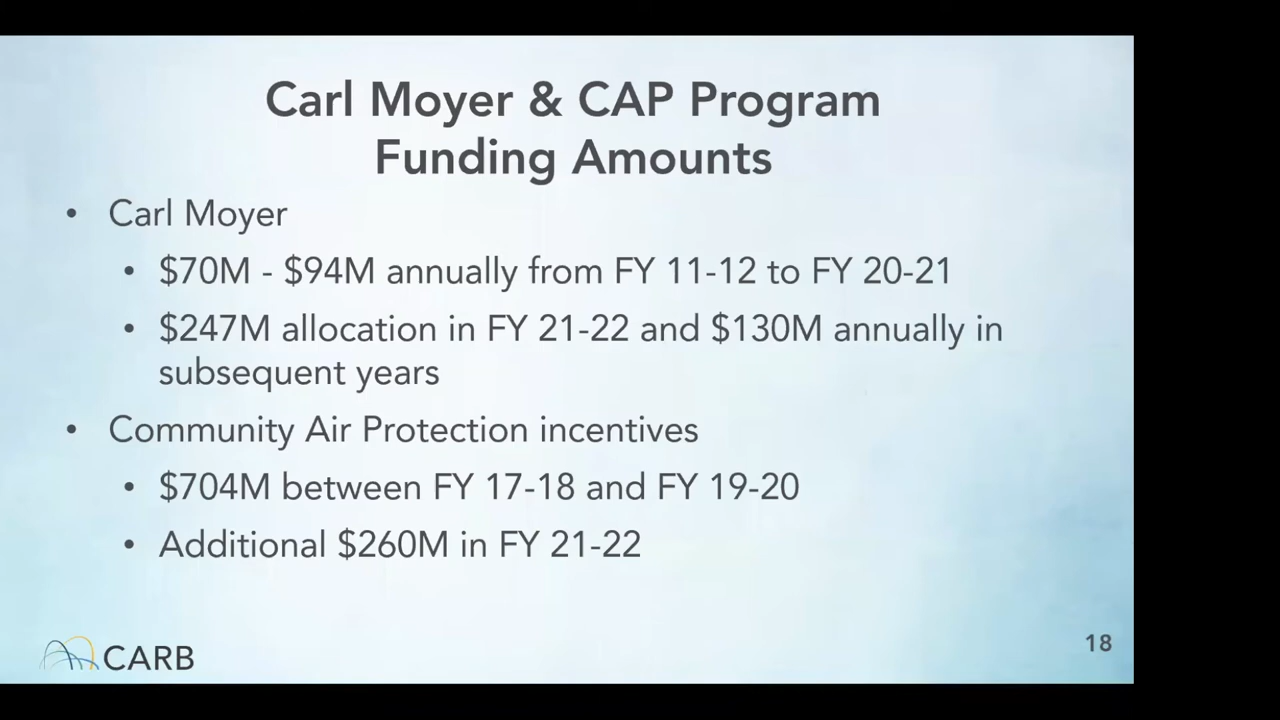 Carl Moyer & CAP Program
Funding Amounts
• Carl Moyer
• $70M - $94M annually from FY 11-12 to FY 20-21
• $247M allocation in FY 21-22 and $130M annually in
subsequent years
• Community Air Protection incentives
• $704M between FY 17-18 and FY 19-20
• Additional $260M in FY 21-22
CARB
18